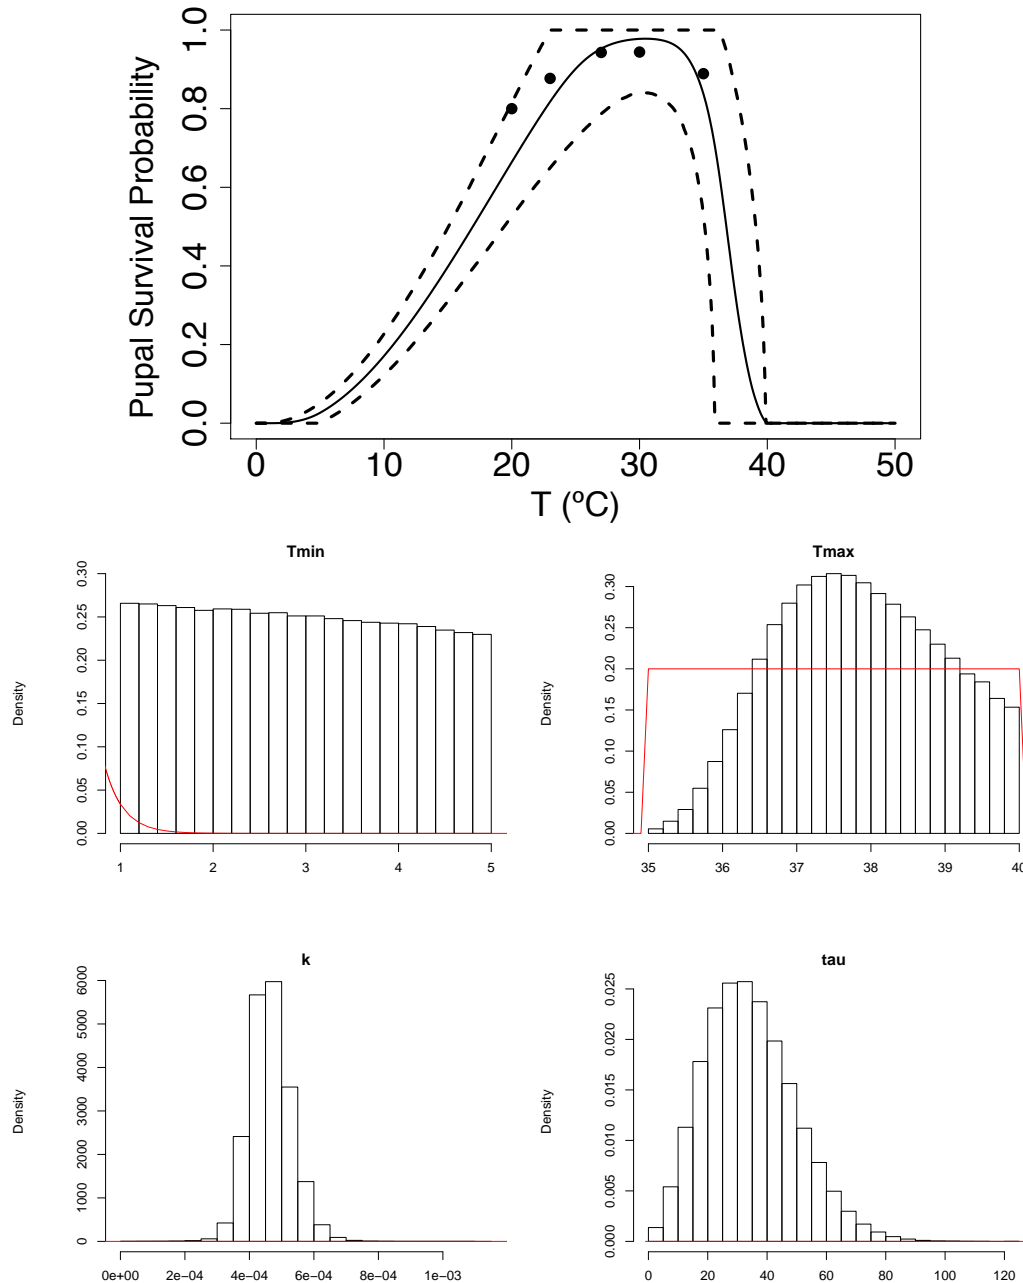 Pupal Survival Probability
0.0 0.2 0.4 0.6 0.8 1.0
0 10 20 30 40 50
T (ºC)
Tmin
Density
0.00 0.05 0.10 0.15 0.20 0.25 0.30
1 2 3 4 5
Tmax
Density
0.00 0.05 0.10 0.15 0.20 0.25 0.30
35 36 37 38 39 40
k
Density
0 1000 2000 3000 4000 5000 6000
0e+00 2e−04 4e−04 6e−04 8e−04 1e−03
tau
Density
0.000 0.005 0.010 0.015 0.020 0.025
0 20 40 60 80 100 120